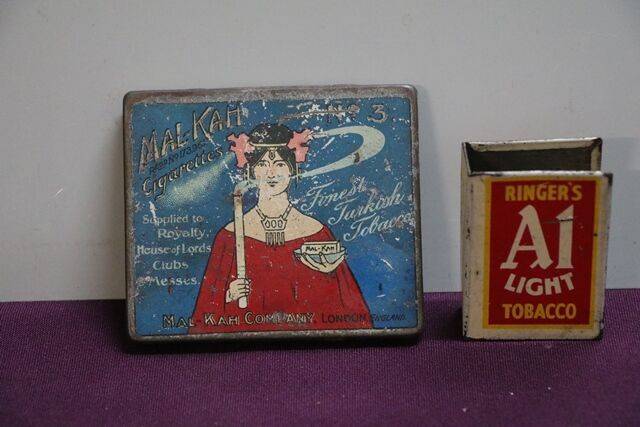 MAL-KAH
Cigarettes
No 3.
Finest
Turkish
Tobacco
Supplied to
Royalty,
House of Lords
Clubs
Messes.
MAL-KAH
MAL-KAH COMPANY, LONDON, ENGLAND.
RINGER'S
A1
LIGHT
TOBACCO